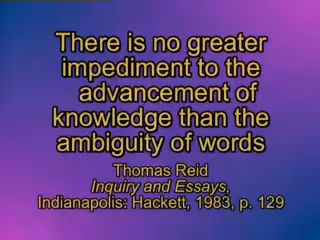 There is no greater
impediment to the
advancement of
knowledge than the
ambiguity of words
Thomas Reid
Inquiry and Essays,
Indianapolis: Hackett, 1983, p. 129